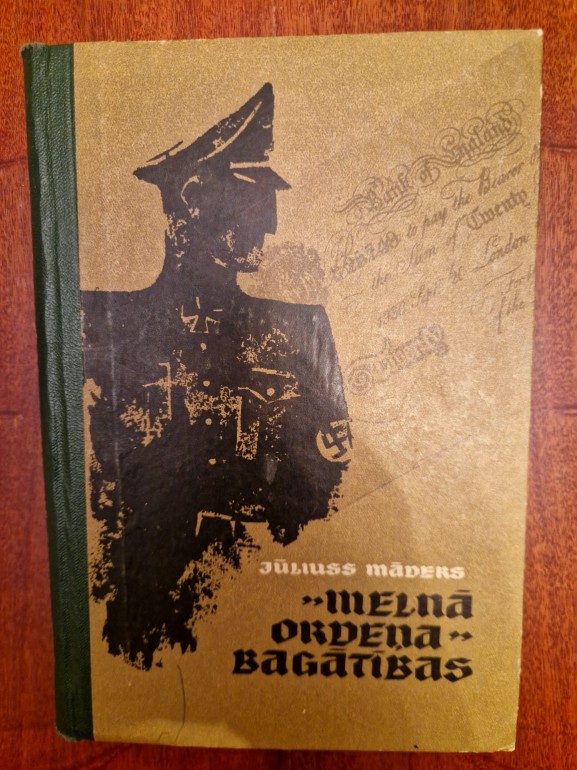 Bank of England
to pay the Bearer
the Sum of Twenty
London
Twenty
JŪLIUSS MĀDERS
„MELNĀ
ORDEŅA”
BAGĀTĪBAS